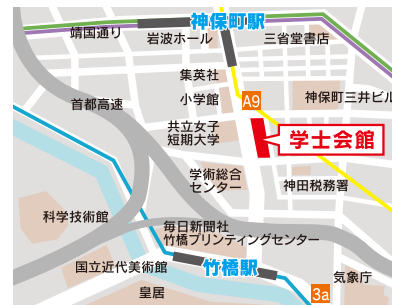 神保町駅
靖国通り
岩波ホール
三省堂書店
集英社
小学館
A9
神保町三井ビル
首都高速
共立女子
短期大学
学士会館
学術総合
センター
神田税務署
科学技術館
毎日新聞社
竹橋プリンティングセンター
国立近代美術館
竹橋駅
気象庁
皇居
3a